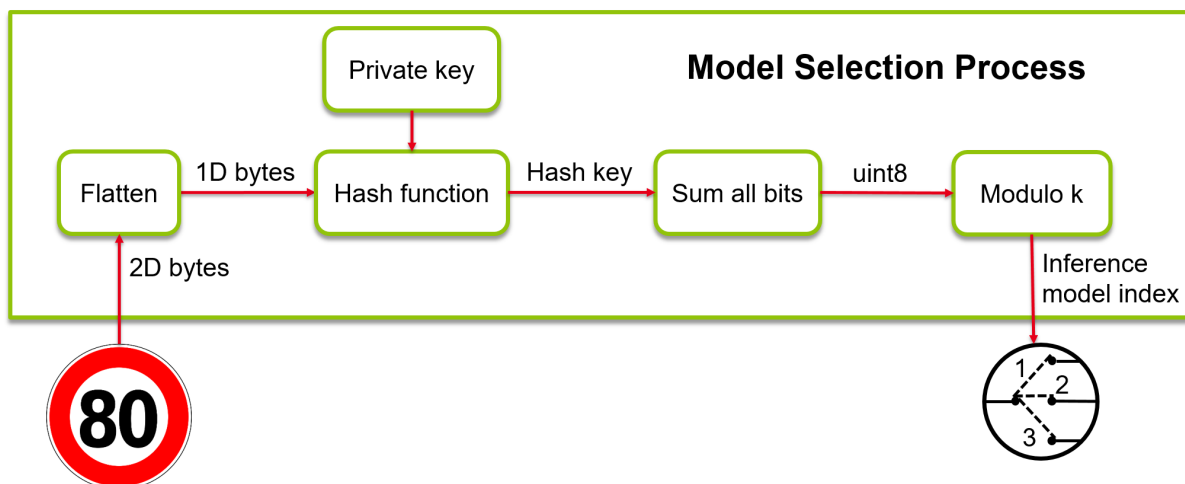 Model Selection Process
Private key
Flatten
1D bytes
Hash function
Hash key
Sum all bits
uint8
Modulo k
2D bytes
Inference
model index
80
1
2
3